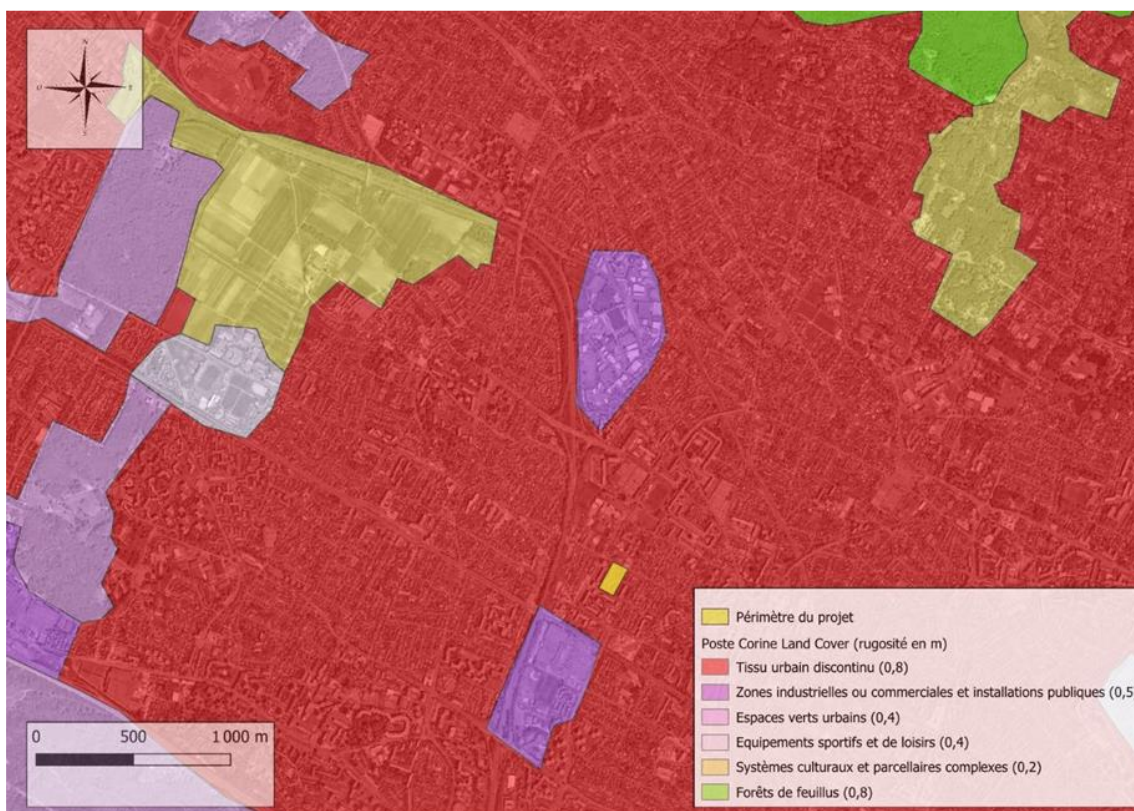 N
O
E
S
Périmètre du projet
Poste Corine Land Cover (rugosité en m)
Tissu urbain discontinu (0,8)
Zones industrielles ou commerciales et installations publiques (0,5
Espaces verts urbains (0,4)
Equipements sportifs et de loisirs (0,4)
Systèmes culturaux et parcellaires complexes (0,2)
Forêts de feuillus (0,8)
0 500 1 000 m